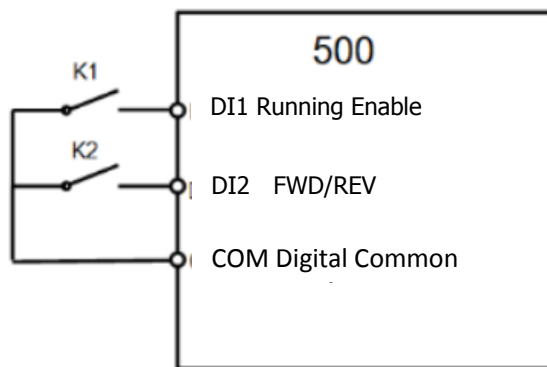 500
K1
DI1 Running Enable
K2
DI2 FWD/REV
COM Digital Common